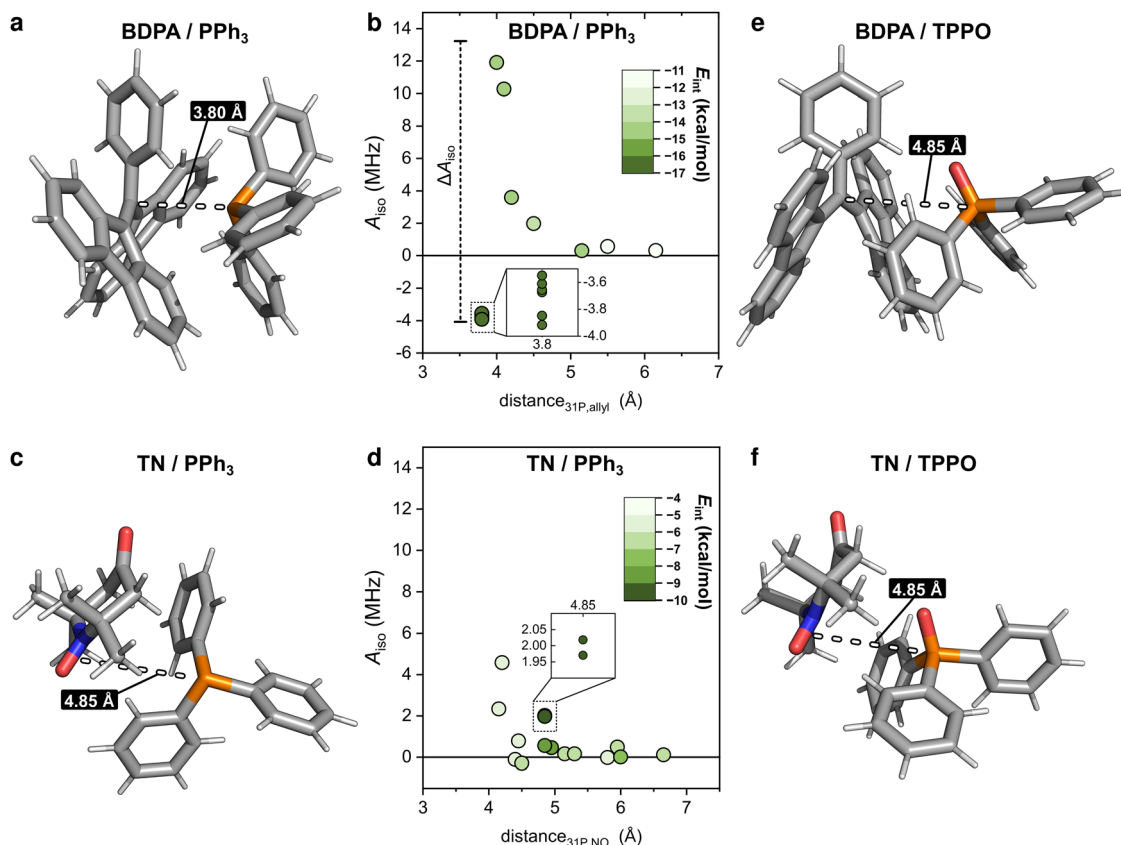 a
BDPA / PPh3
3.80 Å
b
BDPA / PPh3
14
12
10
8
6
4
2
0
-2
-4
-6
Aiso (MHz)
ΔAiso
−11
−12
−13
−14
−15
−16
−17
Eint (kcal/mol)
-3.6
-3.8
-4.0
3.8
3 4 5 6 7
distance31P,allyl (Å)
e
BDPA / TPPO
4.85 Å
c
TN / PPh3
4.85 Å
d
TN / PPh3
14
12
10
8
6
4
2
0
-2
-4
Aiso (MHz)
−4
−5
−6
−7
−8
−9
−10
Eint (kcal/mol)
4.85
2.05
2.00
1.95
3 4 5 6 7
distance31P,NO (Å)
f
TN / TPPO
4.85 Å